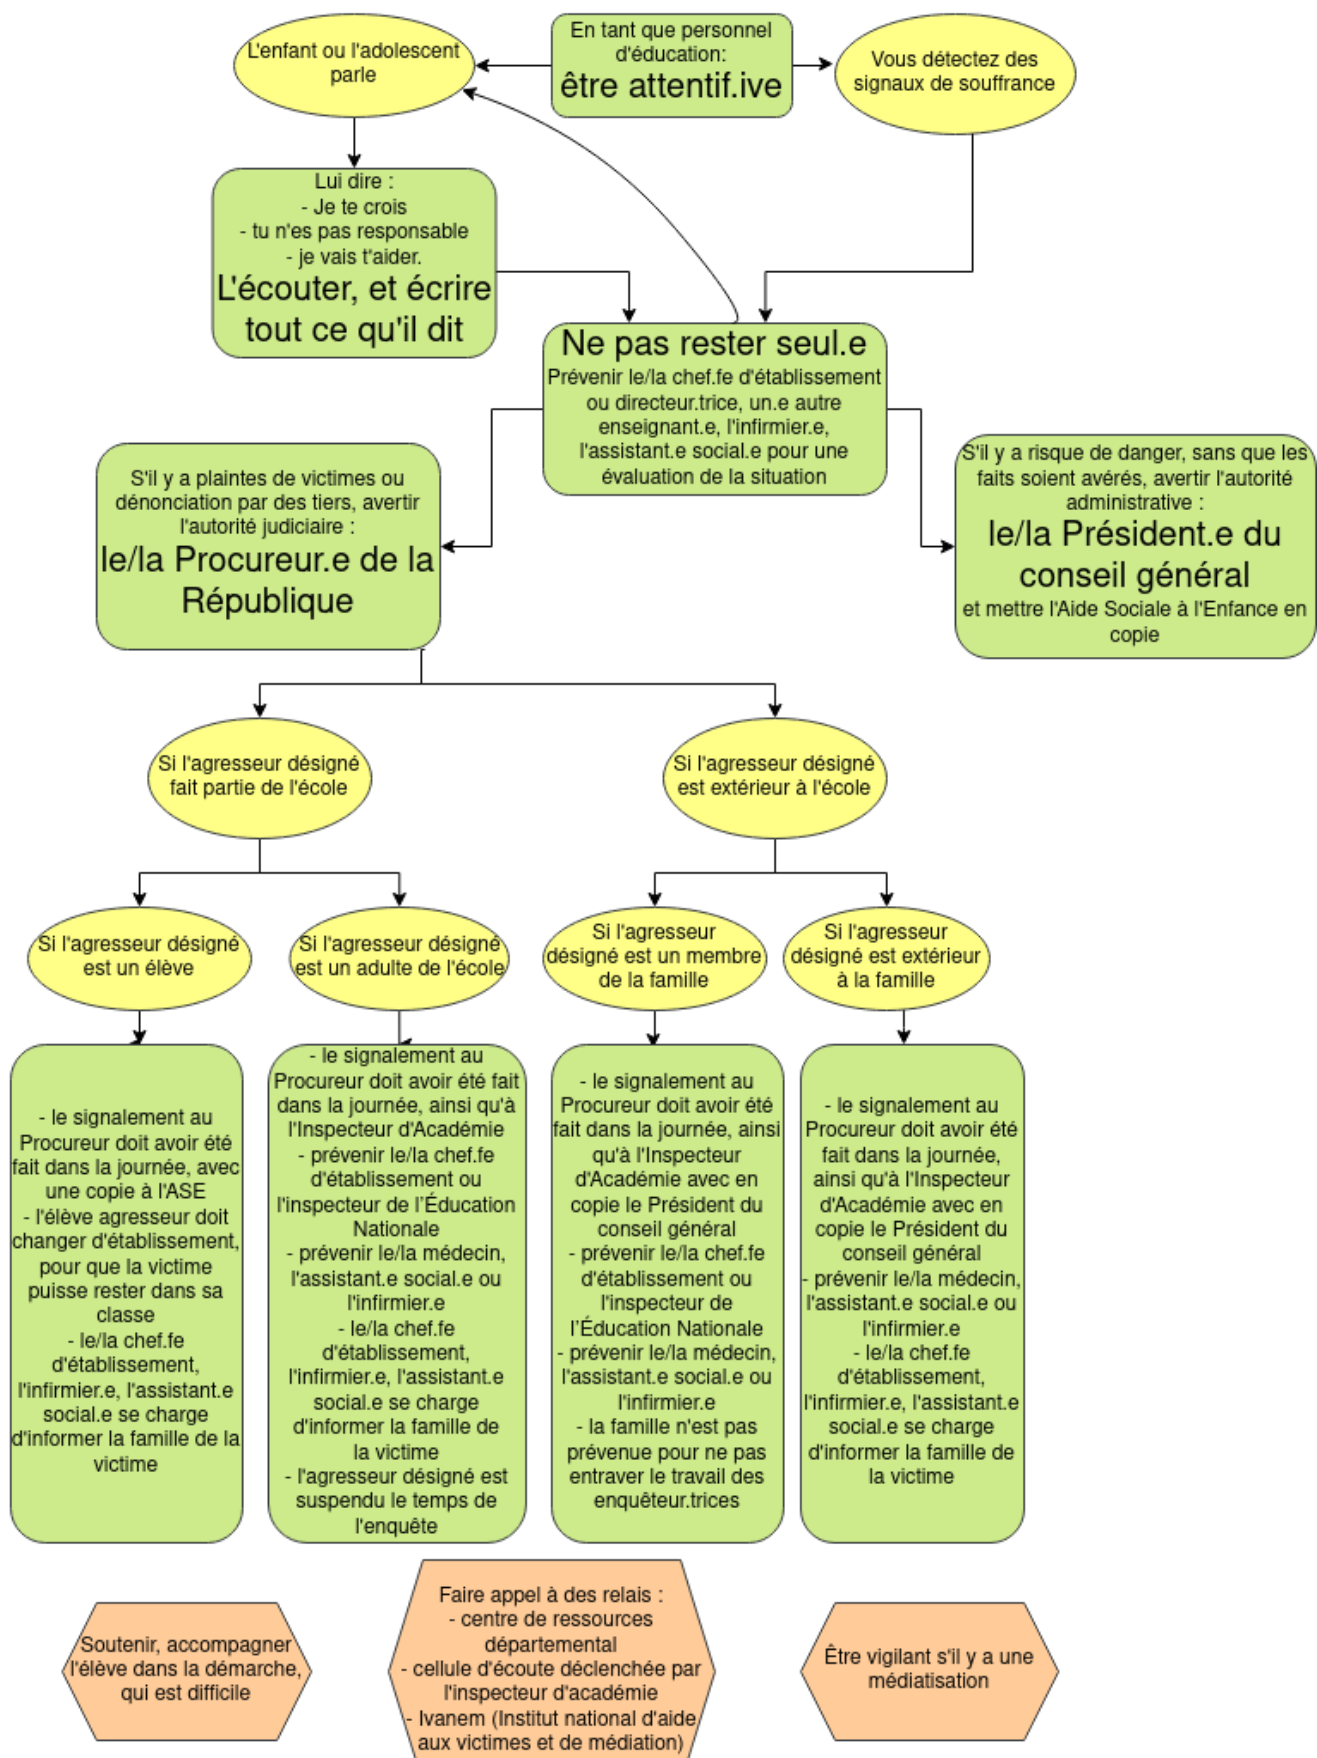 En tant que personnel
d'éducation:
être attentif.ive
L'enfant ou l'adolescent
parle
Vous détectez des
signaux de souffrance
Lui dire :
- Je te crois
- tu n'es pas responsable
- je vais t'aider.
L'écouter, et écrire
tout ce qu'il dit
Ne pas rester seul.e
Prévenir le/la chef.fe d'établissement
ou directeur.trice, un.e autre
enseignant.e, l'infirmier.e,
l'assistant.e social.e pour une
évaluation de la situation
S'il y a plaintes de victimes ou
dénonciation par des tiers, avertir
l'autorité judiciaire :
le/la Procureur.e de la
République
S'il y a risque de danger, sans que les
faits soient avérés, avertir l'autorité
administrative :
le/la Président.e du
conseil général
et mettre l'Aide Sociale à l'Enfance en
copie
Si l'agresseur désigné
fait partie de l'école
Si l'agresseur désigné
est extérieur à l'école
Si l'agresseur désigné
est un élève
Si l'agresseur désigné
est un adulte de l'école
Si l'agresseur
désigné est un membre
de la famille
Si l'agresseur
désigné est extérieur
à la famille
- le signalement au
Procureur doit avoir été
fait dans la journée, avec
une copie à l'ASE
- l'élève agresseur doit
changer d'établissement,
pour que la victime
puisse rester dans sa
classe
- le/la chef.fe
d'établissement,
l'infirmier.e, l'assistant.e
social.e se charge
d'informer la famille de la
victime
- le signalement au
Procureur doit avoir été fait
dans la journée, ainsi qu'à
l'Inspecteur d'Académie
- prévenir le/la chef.fe
d'établissement ou
l'inspecteur de l'Éducation
Nationale
- prévenir le/la médecin,
l'assistant.e social.e ou
l'infirmier.e
- le/la chef.fe
d'établissement,
l'infirmier.e, l'assistant.e
social.e se charge
d'informer la famille de
la victime
- l'agresseur désigné est
suspendu le temps de
l'enquête
- le signalement au
Procureur doit avoir été
fait dans la journée, ainsi
qu'à l'Inspecteur
d'Académie avec en
copie le Président du
conseil général
- prévenir le/la chef.fe
d'établissement ou
l'inspecteur de
l'Éducation Nationale
- prévenir le/la médecin,
l'assistant.e social.e ou
l'infirmier.e
- la famille n'est pas
prévenue pour ne pas
entraver le travail des
enquêteur.trices
- le signalement au
Procureur doit avoir été
fait dans la journée,
ainsi qu'à l'Inspecteur
d'Académie avec en
copie le Président du
conseil général
- prévenir le/la médecin,
l'assistant.e social.e ou
l'infirmier.e
- le/la chef.fe
d'établissement,
l'infirmier.e, l'assistant.e
social.e se charge
d'informer la famille de
la victime
Soutenir, accompagner
l'élève dans la démarche,
qui est difficile
Faire appel à des relais :
- centre de ressources
départemental
- cellule d'écoute déclenchée par
l'inspecteur d'académie
- Ivanem (Institut national d'aide
aux victimes et de médiation)
Être vigilant s'il y a une
médiatisation